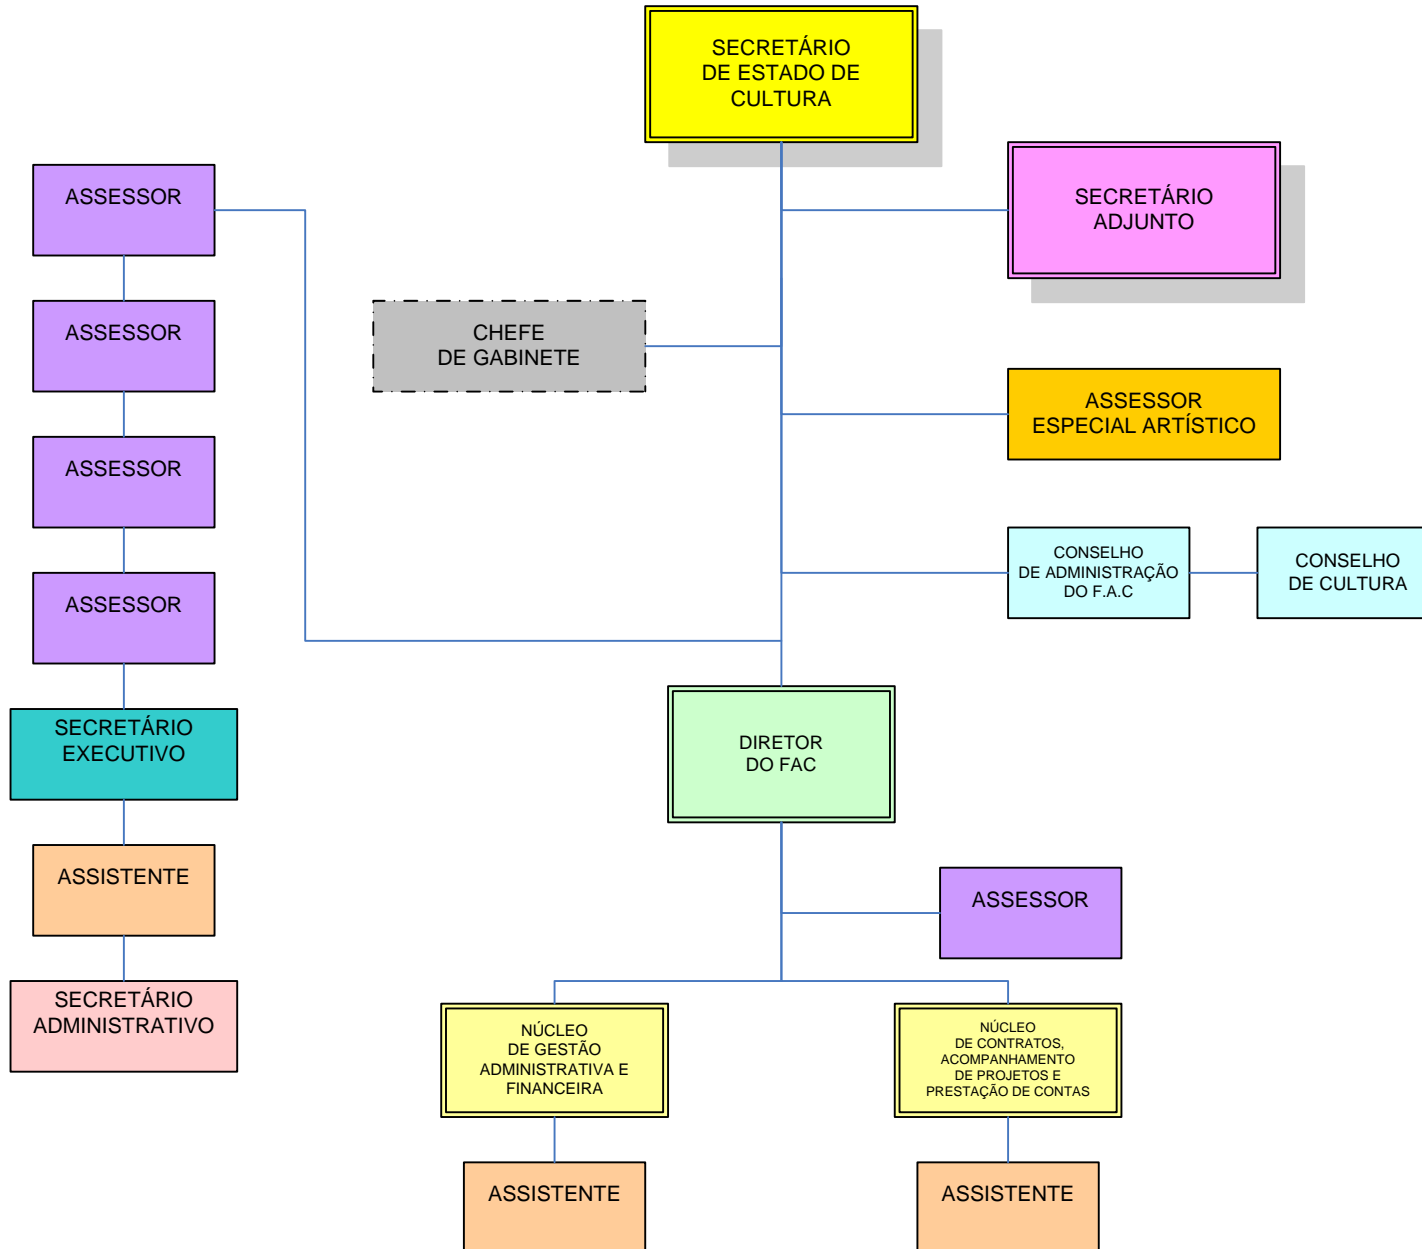 SECRETÁRIO
DE ESTADO DE
CULTURA
SECRETÁRIO
ADJUNTO
CHEFE
DE GABINETE
ASSESSOR
ESPECIAL ARTÍSTICO
CONSELHO
DE ADMINISTRAÇÃO
DO F.A.C
CONSELHO
DE CULTURA
ASSESSOR
ASSESSOR
ASSESSOR
ASSESSOR
SECRETÁRIO
EXECUTIVO
ASSISTENTE
SECRETÁRIO
ADMINISTRATIVO
DIRETOR
DO FAC
ASSESSOR
NÚCLEO
DE GESTÃO
ADMINISTRATIVA E
FINANCEIRA
NÚCLEO
DE CONTRATOS,
ACOMPANHAMENTO
DE PROJETOS E
PRESTAÇÃO DE CONTAS
ASSISTENTE
ASSISTENTE